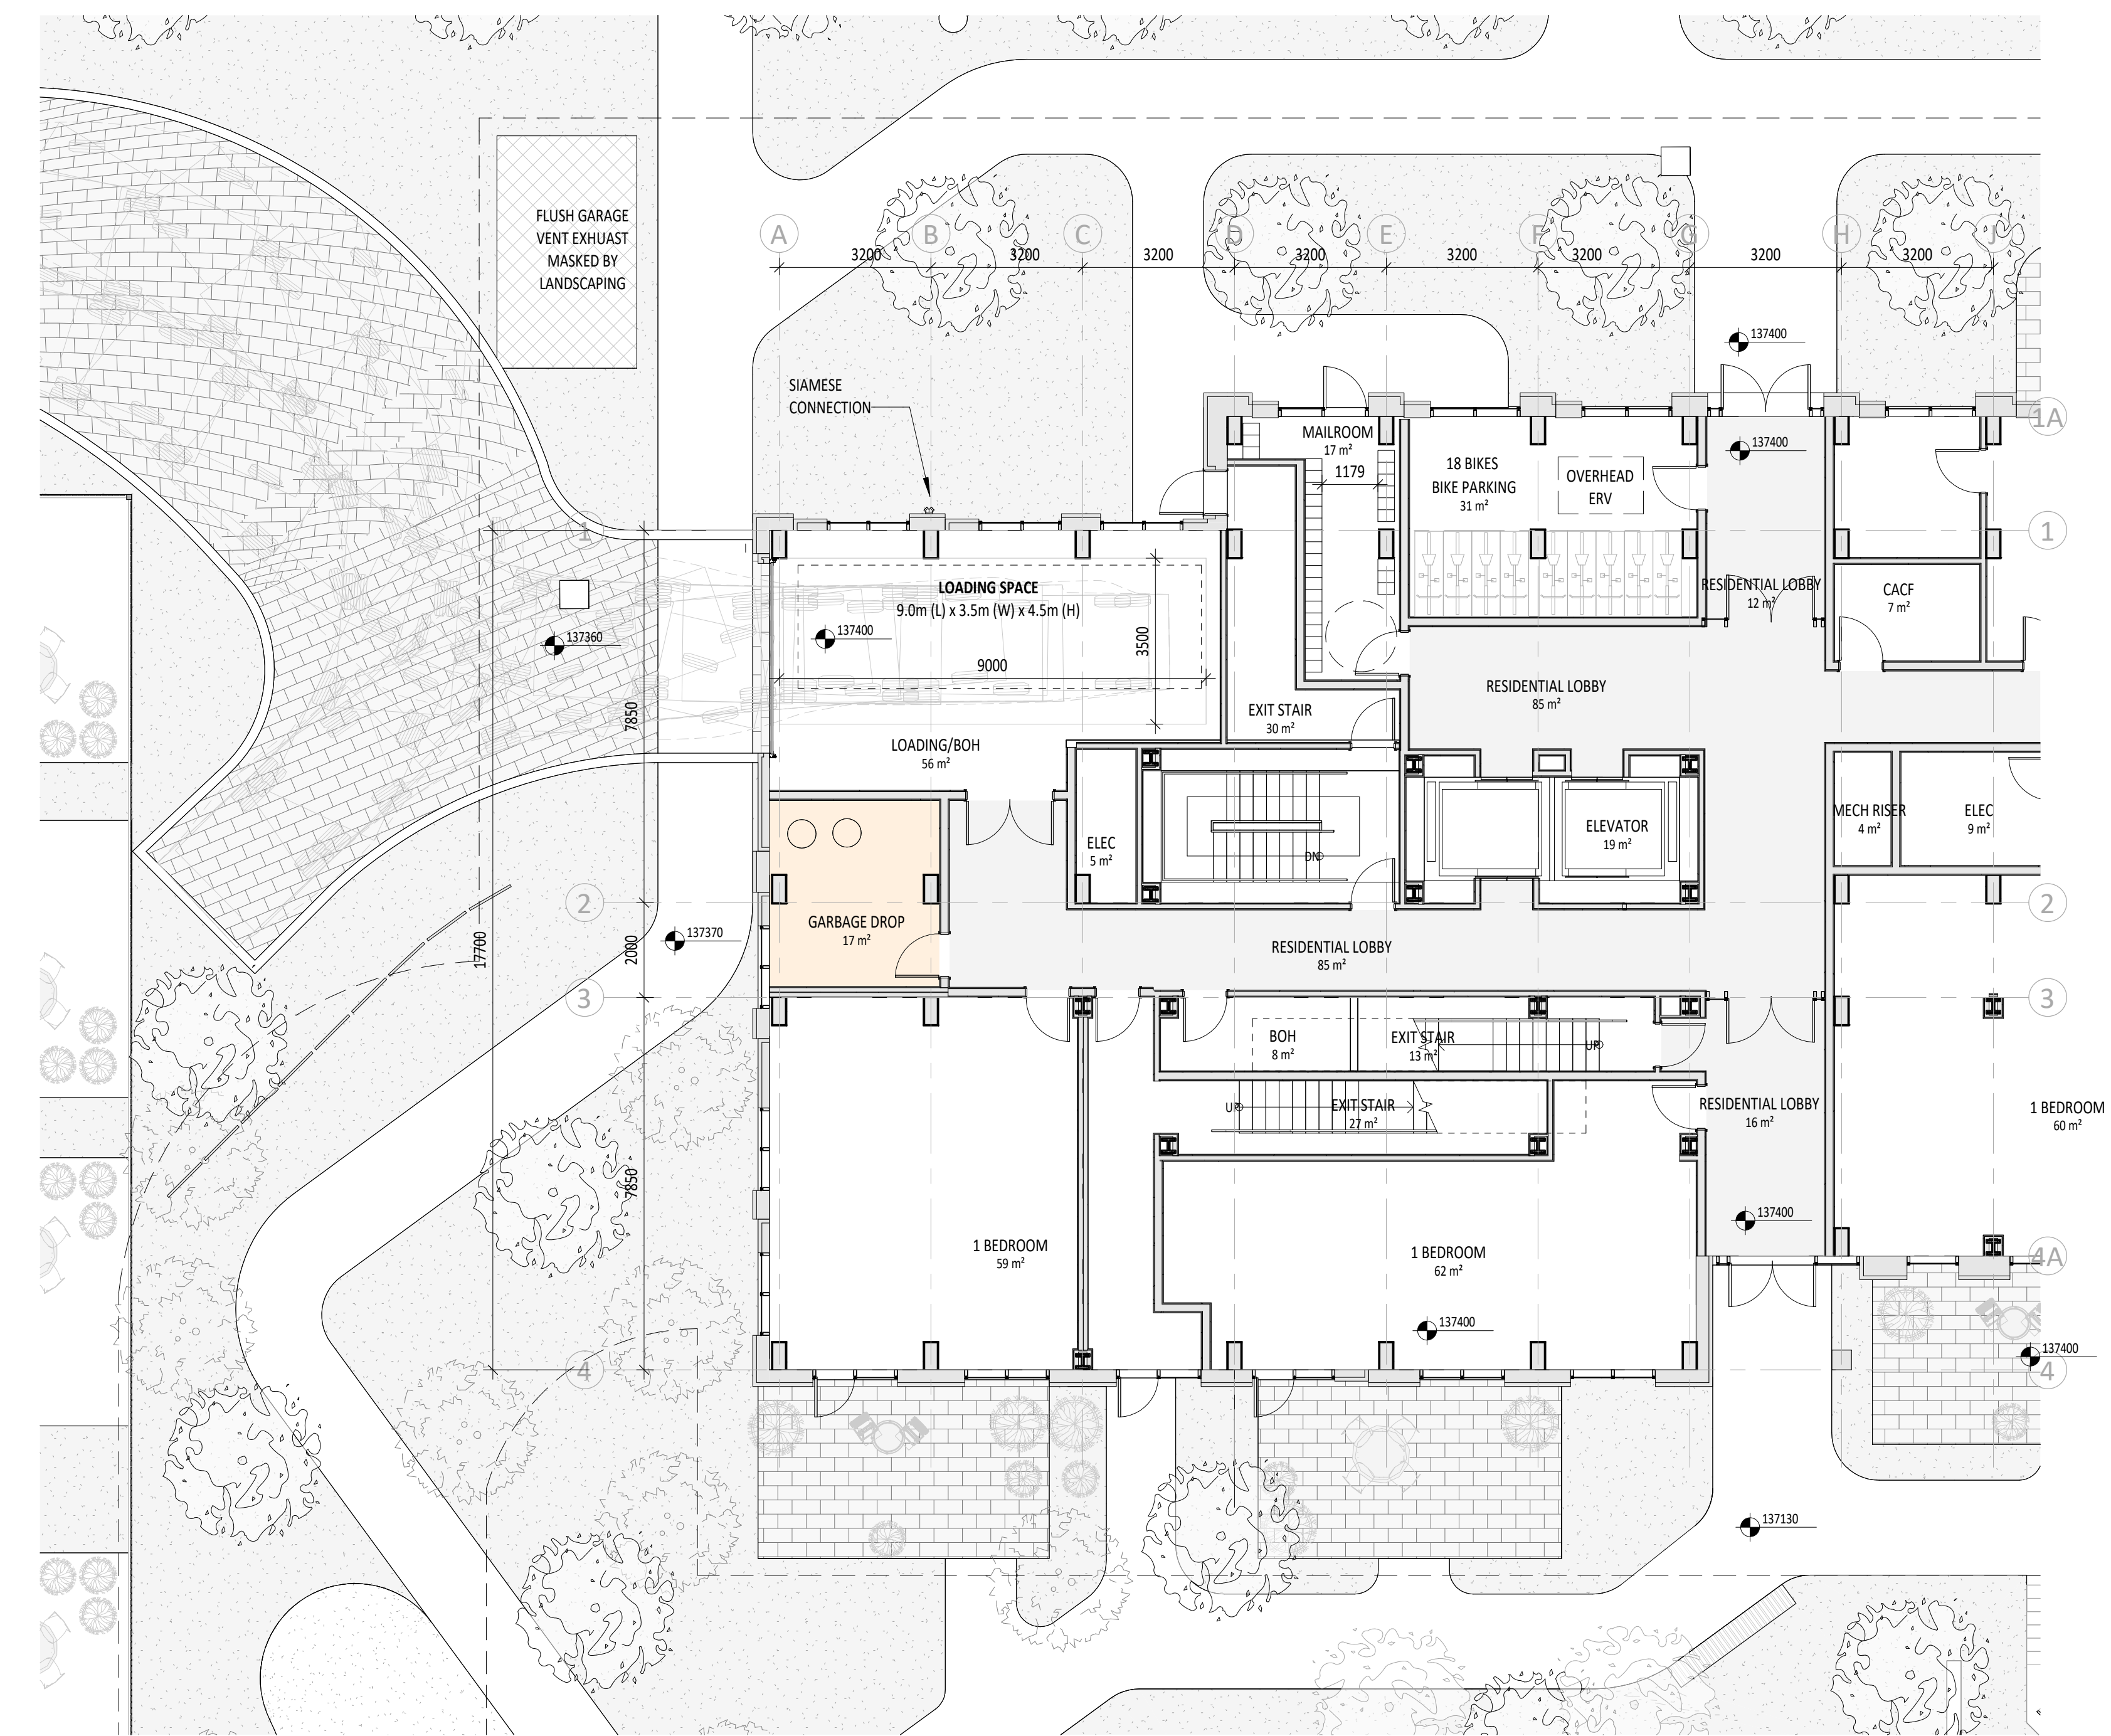 FLUSH GARAGE
VENT EXHUAST
MASKED BY
LANDSCAPING
A
B
C
D
E
F
G
H
J
3200
3200
3200
3200
3200
3200
3200
3200
137400
SIAMESE
CONNECTION
1A
MAILROOM
17 m²
1179
18 BIKES
BIKE PARKING
31 m²
OVERHEAD
ERV
137400
1
1
LOADING SPACE
9.0m (L) x 3.5m (W) x 4.5m (H)
137400
3500
9000
137360
RESIDENTIAL LOBBY
12 m²
CACF
7 m²
7850
EXIT STAIR
30 m²
RESIDENTIAL LOBBY
85 m²
LOADING/BOH
56 m²
ELEC
5 m²
DN
ELEVATOR
19 m²
MECH RISER
4 m²
ELEC
9 m²
2
2
GARBAGE DROP
17 m²
137370
17700
2000
RESIDENTIAL LOBBY
85 m²
3
3
BOH
8 m²
EXIT STAIR
13 m²
UP
UP
EXIT STAIR
27 m²
RESIDENTIAL LOBBY
16 m²
1 BEDROOM
60 m²
7850
137400
1 BEDROOM
59 m²
1 BEDROOM
62 m²
4A
137400
137400
4
4
137130